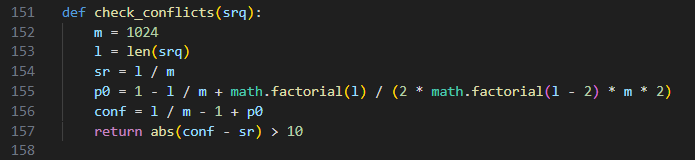 151 def check_conflicts(srq):
152     m = 1024
153     l = len(srq)
154     sr = l / m
155     p0 = 1 - l / m + math.factorial(l) / (2 * math.factorial(l - 2) * m * 2)
156     conf = l / m - 1 + p0
157     return abs(conf - sr) > 10
158